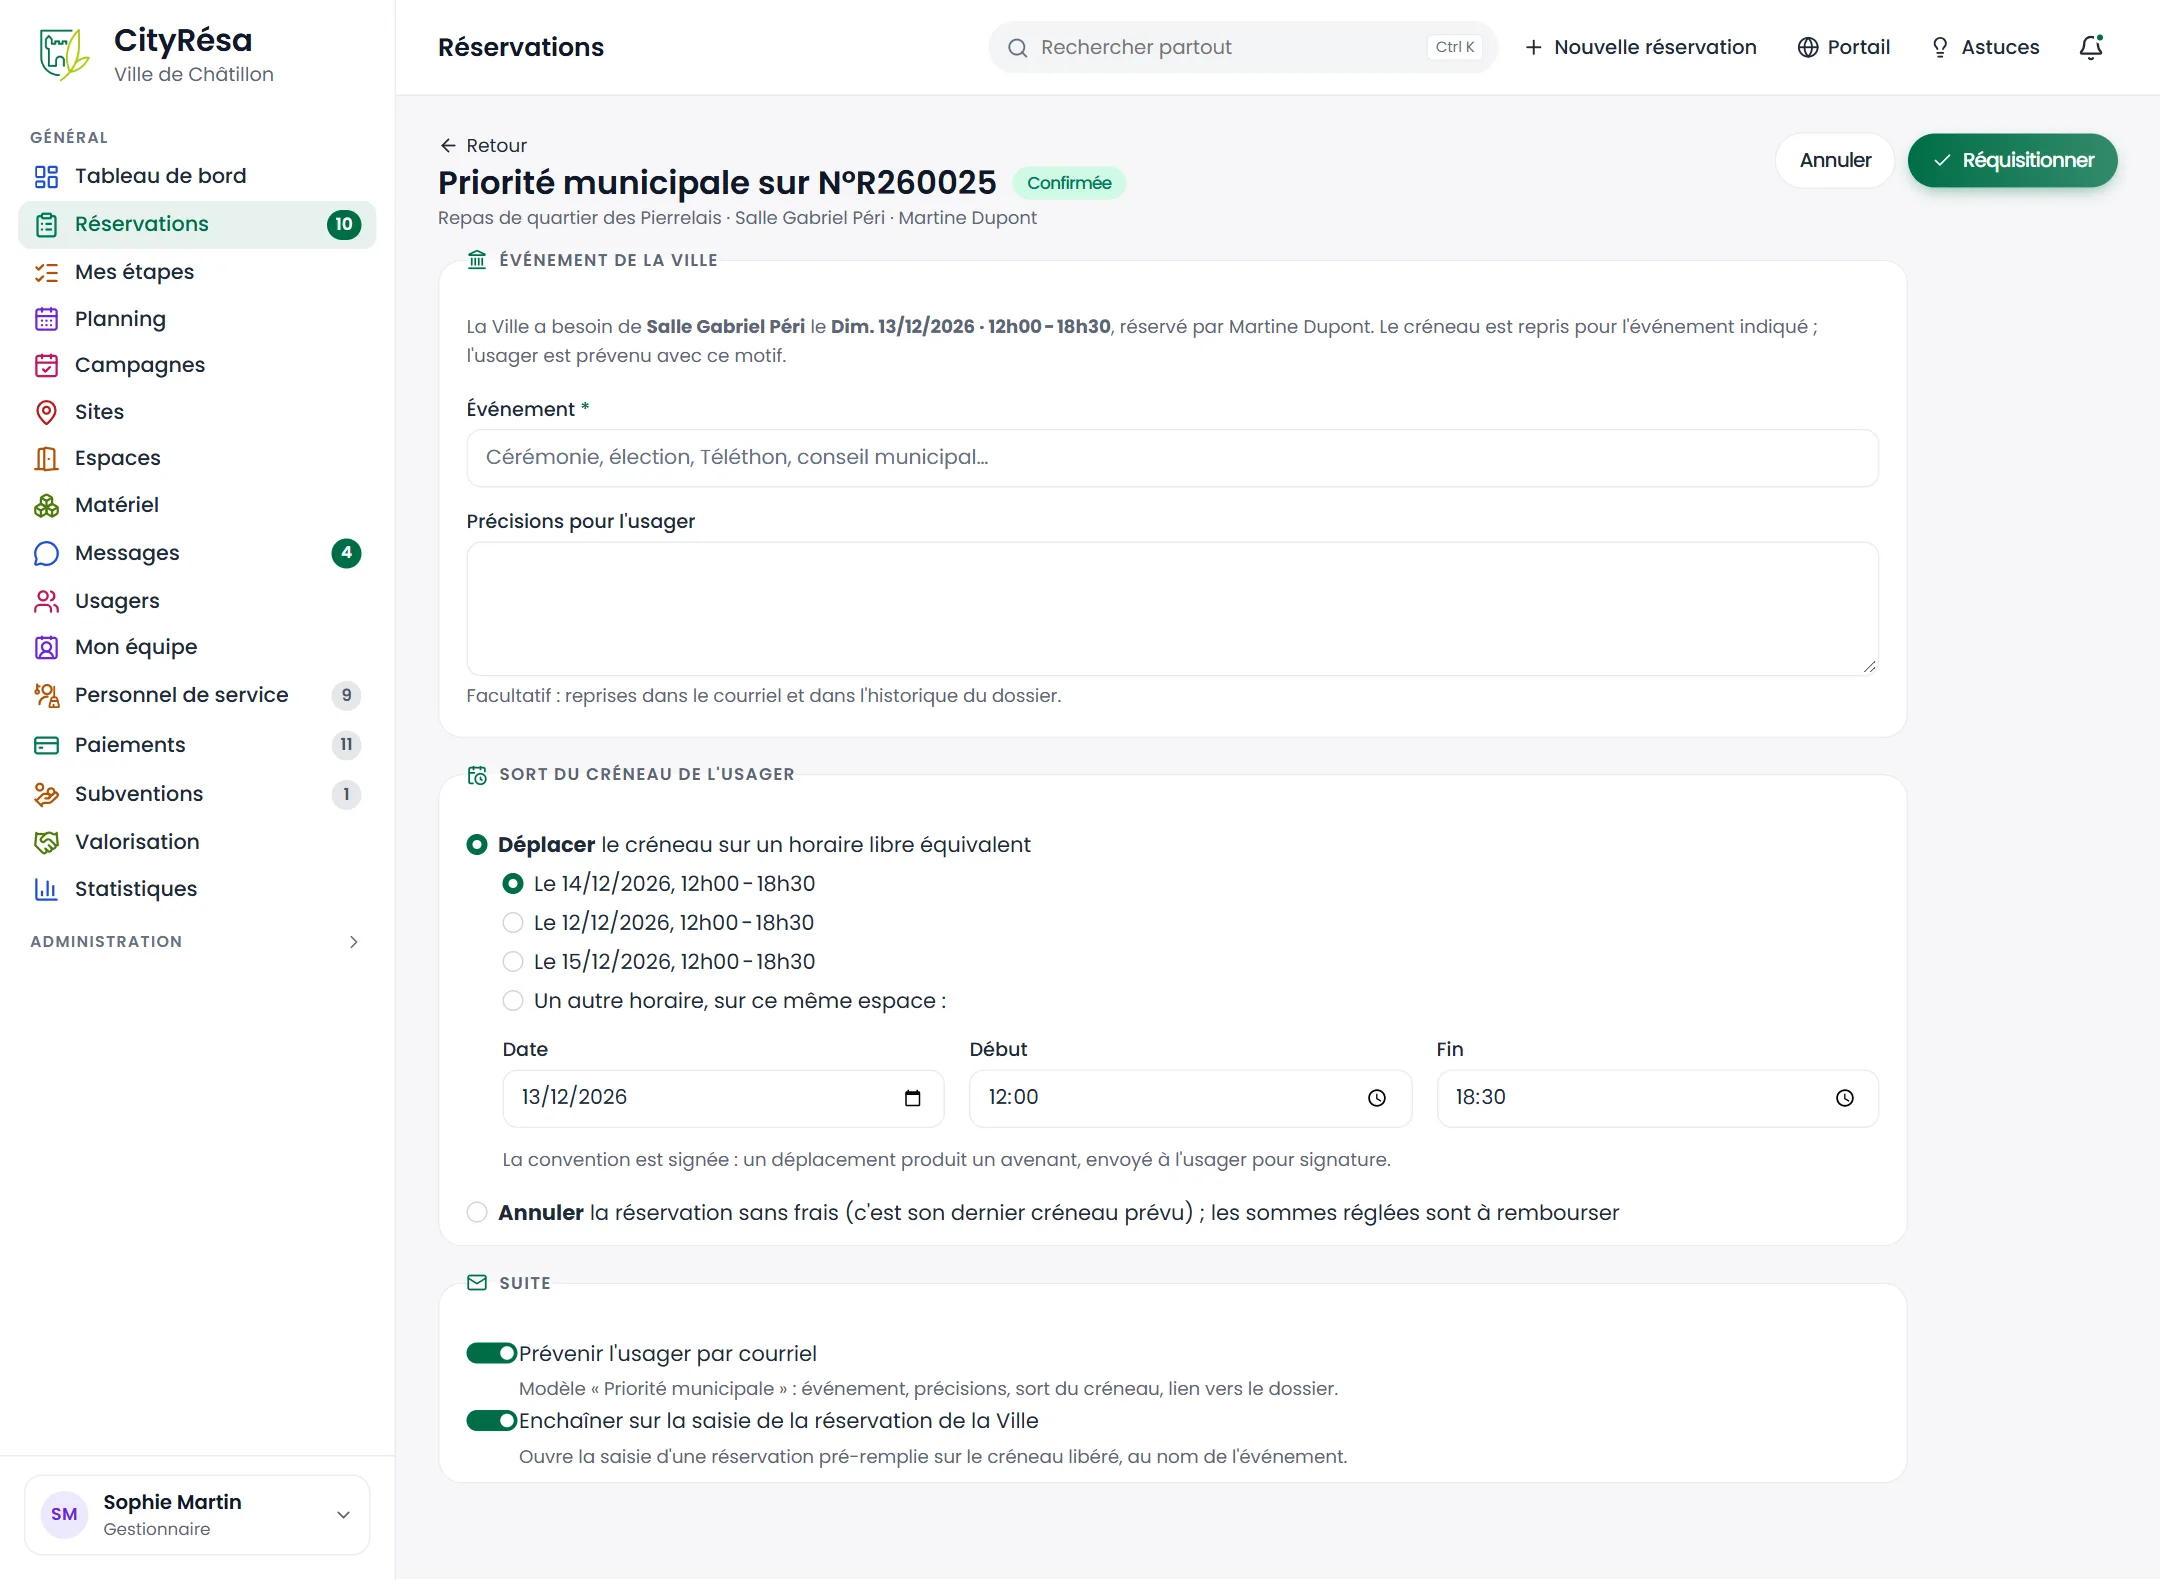 CityRésa
Ville de Châtillon
GÉNÉRAL
Tableau de bord
Réservations 10
Mes étapes
Planning
Campagnes
Sites
Espaces
Matériel
Messages 4
Usagers
Mon équipe
Personnel de service 9
Paiements 11
Subventions 1
Valorisation
Statistiques
ADMINISTRATION
SM
Sophie Martin
Gestionnaire
Réservations
Rechercher partout Ctrl K
Nouvelle réservation
Portail
Astuces
Retour
Priorité municipale sur N°R260025 Confirmée
Repas de quartier des Pierrelais · Salle Gabriel Péri · Martine Dupont
Annuler
Réquisitionner
ÉVÉNEMENT DE LA VILLE
La Ville a besoin de Salle Gabriel Péri le Dim. 13/12/2026 · 12h00 - 18h30, réservé par Martine Dupont. Le créneau est repris pour l'événement indiqué ;
l'usager est prévenu avec ce motif.
Événement *
Cérémonie, élection, Téléthon, conseil municipal…
Précisions pour l'usager
Facultatif : reprises dans le courriel et dans l'historique du dossier.
SORT DU CRÉNEAU DE L'USAGER
Déplacer le créneau sur un horaire libre équivalent
Le 14/12/2026, 12h00 - 18h30
Le 12/12/2026, 12h00 - 18h30
Le 15/12/2026, 12h00 - 18h30
Un autre horaire, sur ce même espace :
Date Début Fin
13/12/2026 12:00 18:30
La convention est signée : un déplacement produit un avenant, envoyé à l'usager pour signature.
Annuler la réservation sans frais (c'est son dernier créneau prévu) ; les sommes réglées sont à rembourser
SUITE
Prévenir l'usager par courriel
Modèle « Priorité municipale » : événement, précisions, sort du créneau, lien vers le dossier.
Enchaîner sur la saisie de la réservation de la Ville
Ouvre la saisie d'une réservation pré-remplie sur le créneau libéré, au nom de l'événement.